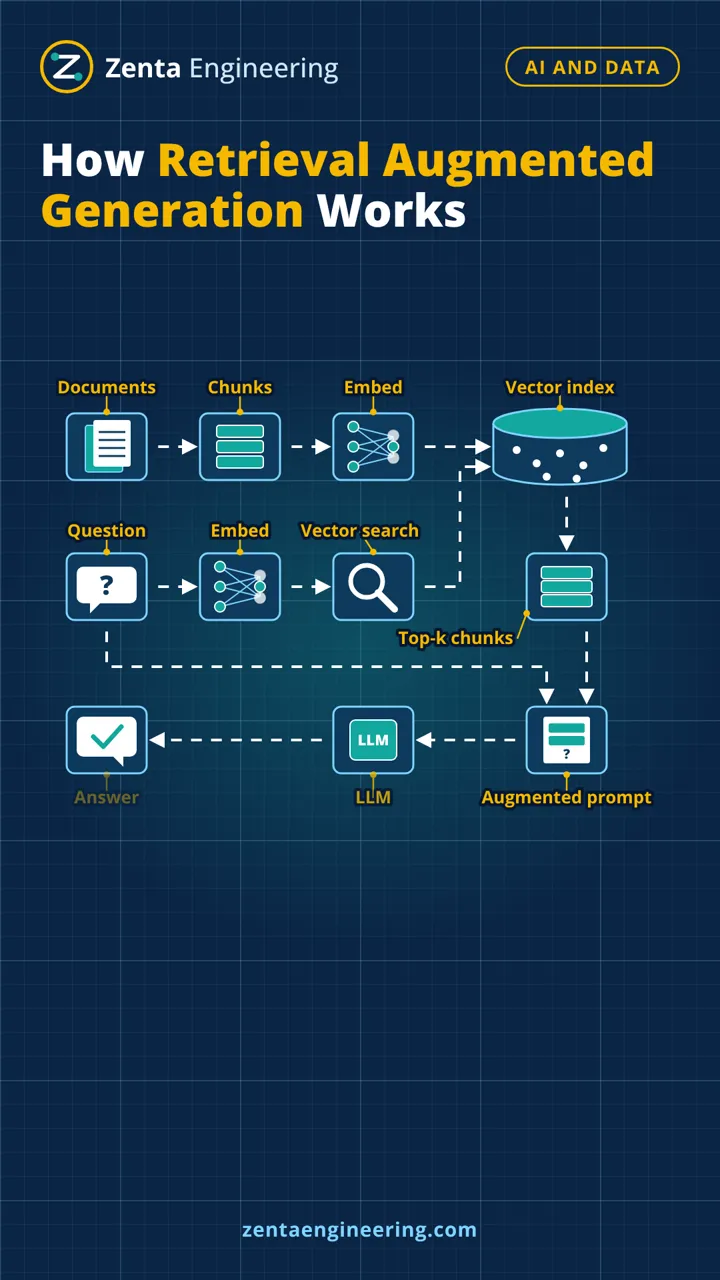 Zenta Engineering
AI AND DATA
How Retrieval Augmented
Generation Works
Documents
Chunks
Embed
Vector index
Question
Embed
Vector search
?
Top-k chunks
LLM
?
Answer
LLM
Augmented prompt
zentaengineering.com